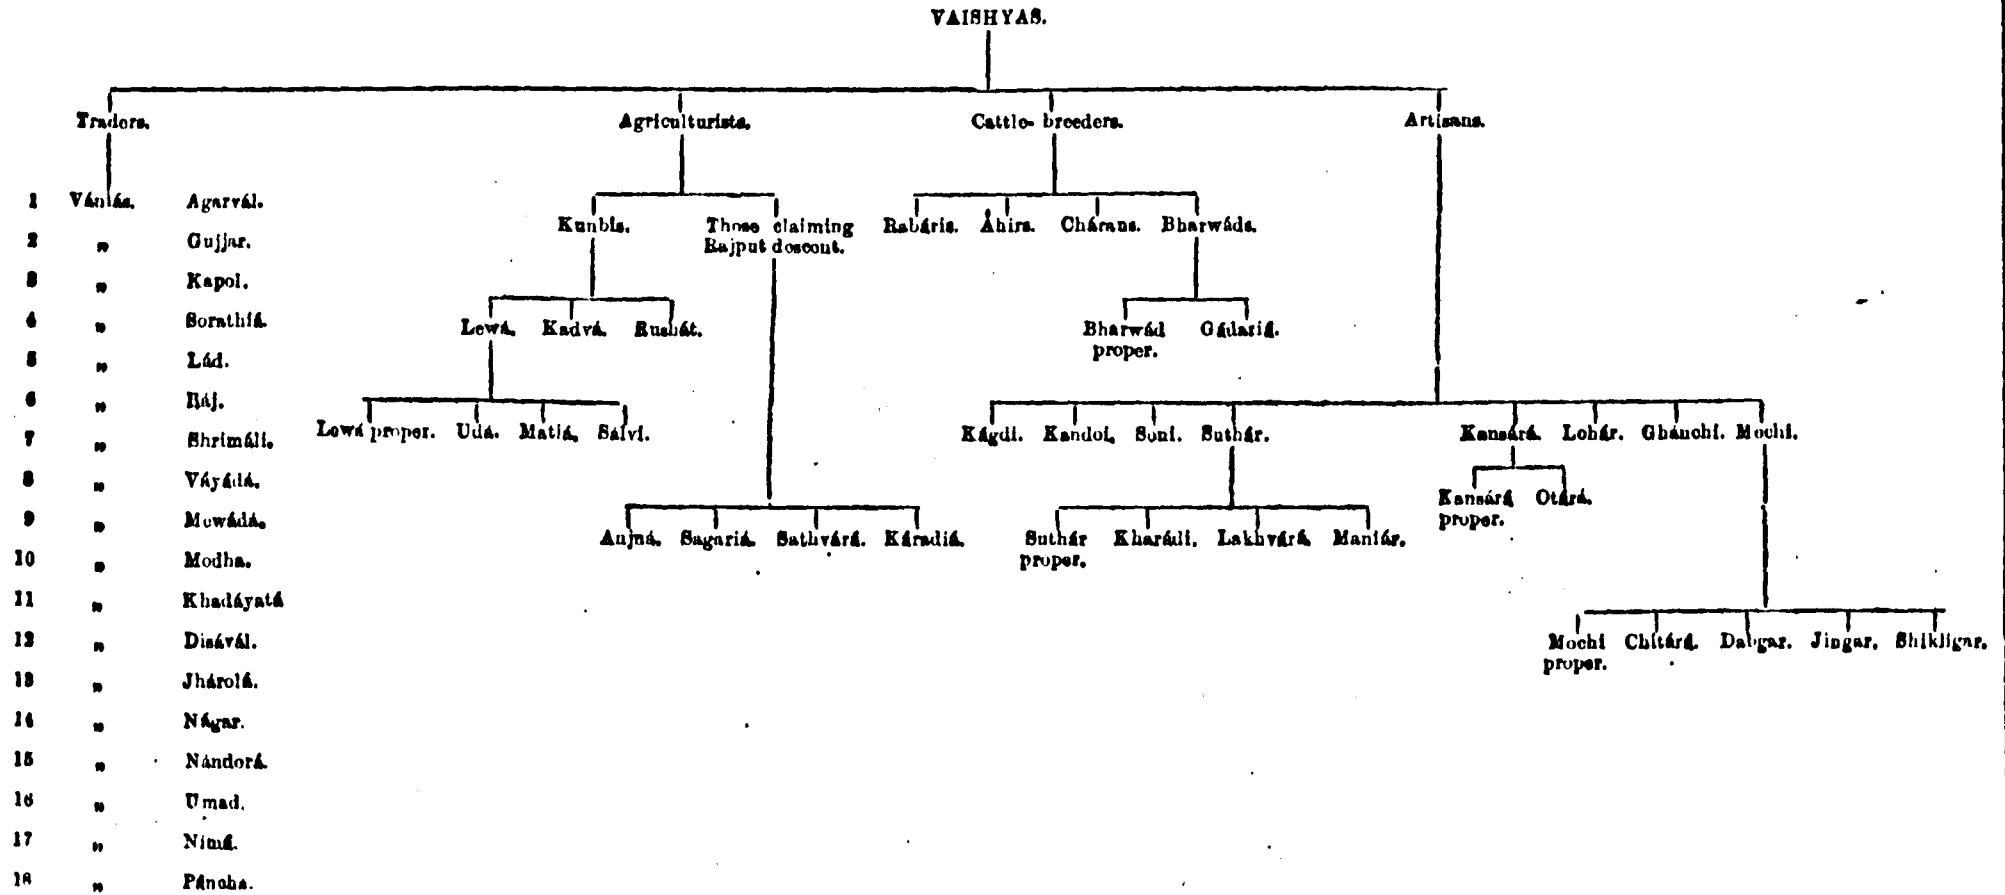 VAISHYAS.
Traders. Agriculturists. Cattle-breeders. Artisans.
1 Vániás. Agarvál.
2 „ Gujjar.
3 „ Kapol.
4 „ Sorathiá.
5 „ Lád.
6 „ Ráj.
7 „ Shrimáli.
8 „ Váyádá.
9 „ Mewádá.
10 „ Modha.
11 „ Khadáyatá
12 „ Disávál.
13 „ Jhárolá.
14 „ Nágar.
15 „ Nándorá.
16 „ Umad.
17 „ Nimá.
18 „ Páncha.
Kunbis. Those claiming
Rajput descent.
Rabáris. Áhirs. Chárans. Bharwáds.
Lewá. Kadvá.
Bharwád
proper.
Gádariá.
Lewá proper. Udá. Matiá. Salvi.
Kágdi. Kandoi. Soni. Suthár. Kansárá. Lohár. Ghánchi. Mochi.
Kansárá
proper.
Otárá.
Anjná. Sagariá. Sathvárá. Káradiá.
Suthár
proper.
Kharádi. Lakhvárá. Maniár.
Mochi
proper.
Chitárá. Dabgar. Jingar. Shikligar.